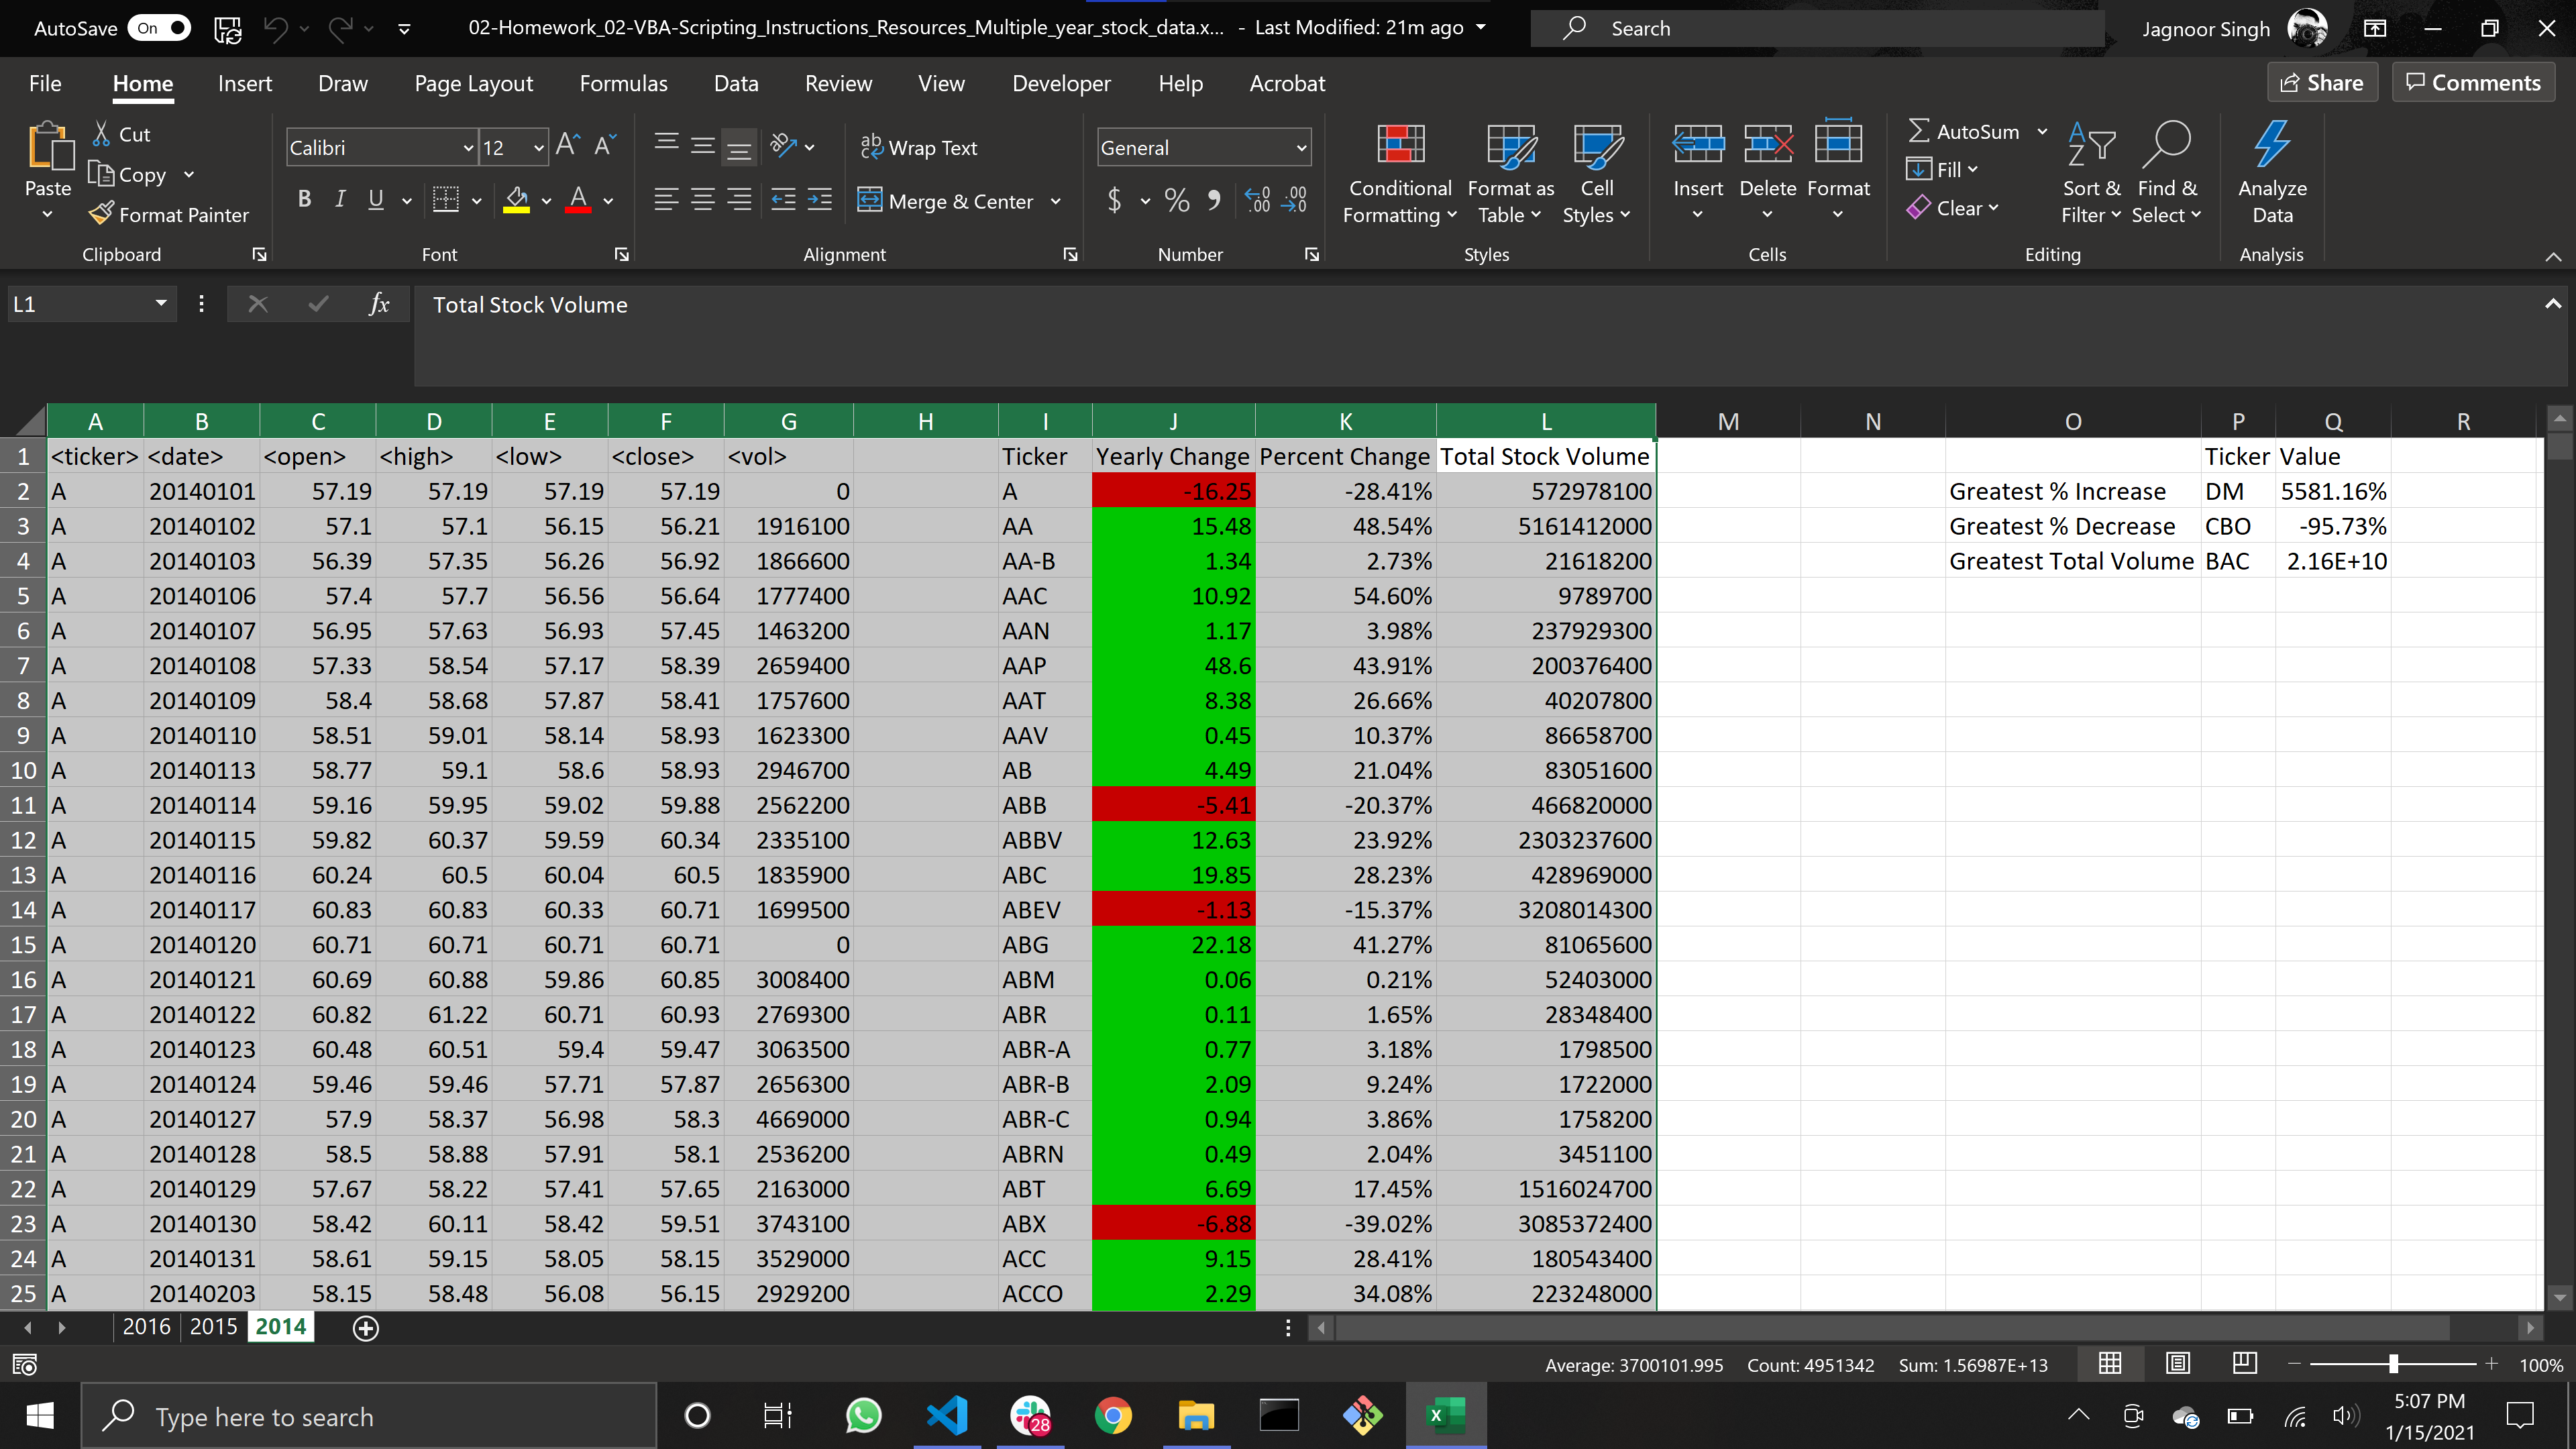 AutoSave On 02-Homework_02-VBA-Scripting_Instructions_Resources_Multiple_year_stock_data.x... - Last Modified: 21m ago Search Jagnoor Singh
File Home Insert Draw Page Layout Formulas Data Review View Developer Help Acrobat Share Comments
Paste Cut Copy Format Painter Clipboard
Calibri 12 B I U Font
Wrap Text Merge & Center Alignment
General $ % Number
Conditional Formatting Format as Table Cell Styles Styles
Insert Delete Format Cells
AutoSum Fill Clear Sort & Filter Find & Select Editing
Analyze Data Analysis
L1 fx Total Stock Volume
A B C D E F G H I J K L M N O P Q R
1 <ticker> <date> <open> <high> <low> <close> <vol> Ticker Yearly Change Percent Change Total Stock Volume Ticker Value
2 A 20140101 57.19 57.19 57.19 57.19 0 A -16.25 -28.41% 572978100 Greatest % Increase DM 5581.16%
3 A 20140102 57.1 57.1 56.15 56.21 1916100 AA 15.48 48.54% 5161412000 Greatest % Decrease CBO -95.73%
4 A 20140103 56.39 57.35 56.26 56.92 1866600 AA-B 1.34 2.73% 21618200 Greatest Total Volume BAC 2.16E+10
5 A 20140106 57.4 57.7 56.56 56.64 1777400 AAC 10.92 54.60% 9789700
6 A 20140107 56.95 57.63 56.93 57.45 1463200 AAN 1.17 3.98% 237929300
7 A 20140108 57.33 58.54 57.17 58.39 2659400 AAP 48.6 43.91% 200376400
8 A 20140109 58.4 58.68 57.87 58.41 1757600 AAT 8.38 26.66% 40207800
9 A 20140110 58.51 59.01 58.14 58.93 1623300 AAV 0.45 10.37% 86658700
10 A 20140113 58.77 59.1 58.6 58.93 2946700 AB 4.49 21.04% 83051600
11 A 20140114 59.16 59.95 59.02 59.88 2562200 ABB -5.41 -20.37% 466820000
12 A 20140115 59.82 60.37 59.59 60.34 2335100 ABBV 12.63 23.92% 2303237600
13 A 20140116 60.24 60.5 60.04 60.5 1835900 ABC 19.85 28.23% 428969000
14 A 20140117 60.83 60.83 60.33 60.71 1699500 ABEV -1.13 -15.37% 3208014300
15 A 20140120 60.71 60.71 60.71 60.71 0 ABG 22.18 41.27% 81065600
16 A 20140121 60.69 60.88 59.86 60.85 3008400 ABM 0.06 0.21% 52403000
17 A 20140122 60.82 61.22 60.71 60.93 2769300 ABR 0.11 1.65% 28348400
18 A 20140123 60.48 60.51 59.4 59.47 3063500 ABR-A 0.77 3.18% 1798500
19 A 20140124 59.46 59.46 57.71 57.87 2656300 ABR-B 2.09 9.24% 1722000
20 A 20140127 57.9 58.37 56.98 58.3 4669000 ABR-C 0.94 3.86% 1758200
21 A 20140128 58.5 58.88 57.91 58.1 2536200 ABRN 0.49 2.04% 3451100
22 A 20140129 57.67 58.22 57.41 57.65 2163000 ABT 6.69 17.45% 1516024700
23 A 20140130 58.42 60.11 58.42 59.51 3743100 ABX -6.88 -39.02% 3085372400
24 A 20140131 58.61 59.15 58.05 58.15 3529000 ACC 9.15 28.41% 180543400
25 A 20140203 58.15 58.48 56.08 56.15 2929200 ACCO 2.29 34.08% 223248000
2016 2015 2014
Average: 3700101.995 Count: 4951342 Sum: 1.56987E+13 100%
Type here to search 28 5:07 PM
1/15/2021